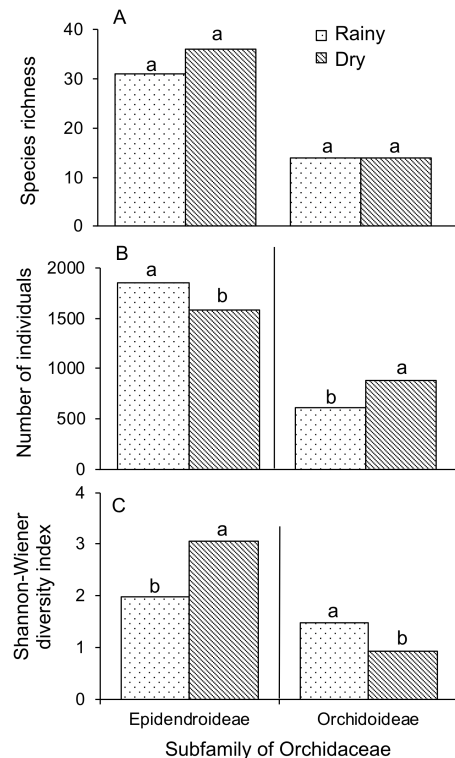 A
Rainy
Dry
Species richness
40
30
20
10
0
a a a a
B
Number of individuals
2000
1500
1000
500
0
a b b a
C
Shannon-Wiener
diversity index
4
3
2
1
0
b a a b
Epidendroideae Orchidoideae
Subfamily of Orchidaceae